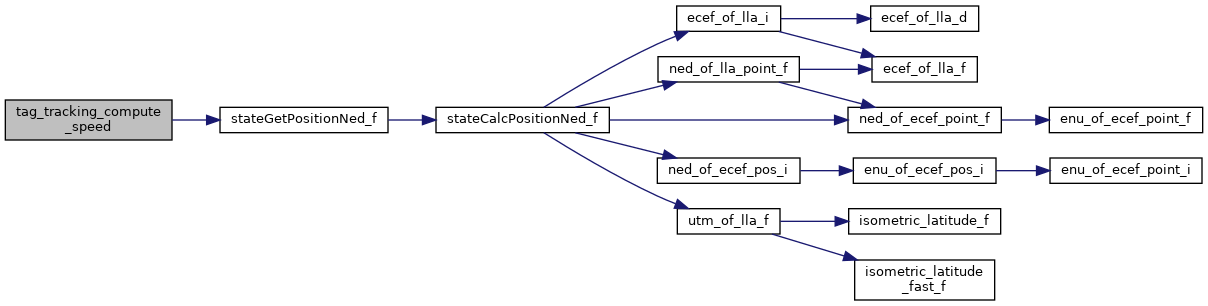 tag_tracking_compute
_speed
stateGetPositionNed_f
stateCalcPositionNed_f
ecef_of_lla_i
ecef_of_lla_d
ecef_of_lla_f
ned_of_lla_point_f
ned_of_ecef_point_f
enu_of_ecef_point_f
ned_of_ecef_pos_i
enu_of_ecef_pos_i
enu_of_ecef_point_i
utm_of_lla_f
isometric_latitude_f
isometric_latitude
_fast_f